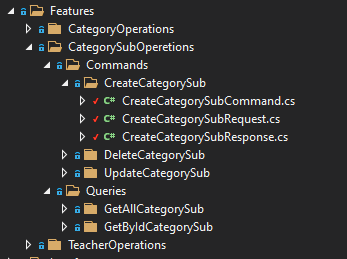 Features
CategoryOperations
CategorySubOperetions
Commands
CreateCategorySub
C# CreateCategorySubCommand.cs
C# CreateCategorySubRequest.cs
C# CreateCategorySubResponse.cs
DeleteCategorySub
UpdateCategorySub
Queries
GetAllCategorySub
GetByIdCategorySub
TeacherOperations